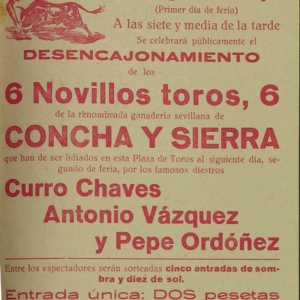 (Primer día de feria)
A las siete y media de la tarde
Se celebrará públicamente el
DESENCAJONAMIENTO
de los
6 Novillos toros, 6
de la renombrada ganadería sevillana de
CONCHA Y SIERRA
que han de ser lidiados en esta Plaza de Toros al siguiente día, se-
gundo de feria, por los famosos diestros
Curro Chaves
Antonio Vázquez
y Pepe Ordóñez
Entre los espectadores serán sorteadas cinco antradas de som-
bra y diez de sol.
Entrada única: DOS pesetas